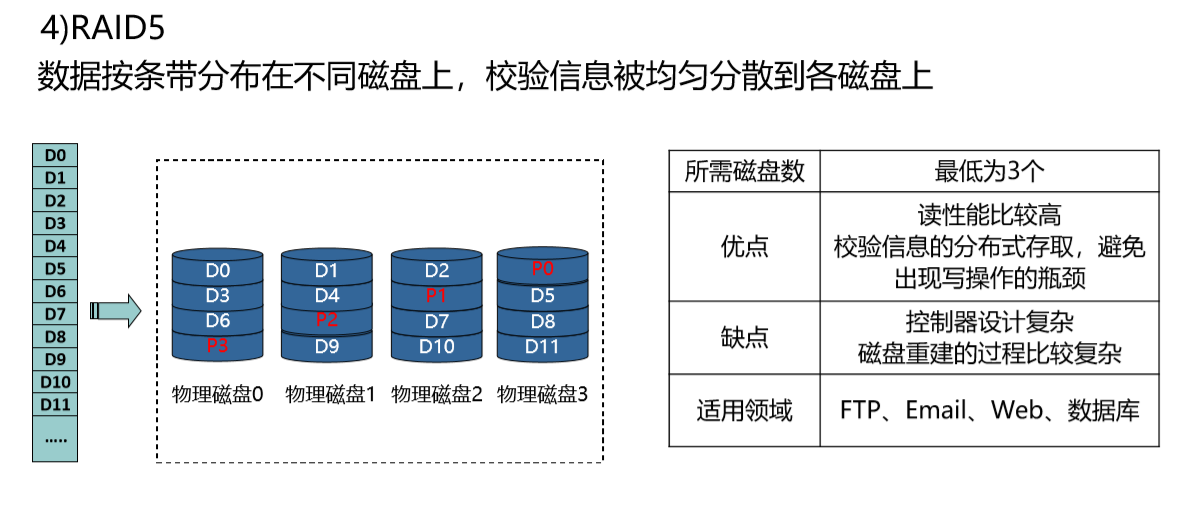 4)RAID5
数据按条带分布在不同磁盘上，校验信息被均匀分散到各磁盘上
D0
D1
D2
D3
D4
D5
D6
D7
D8
D9
D10
D11
.....
D0
D3
D6
P3
物理磁盘0
D1
D4
P2
D9
物理磁盘1
D2
P1
D7
D10
物理磁盘2
P0
D5
D8
D11
物理磁盘3
所需磁盘数
最低为3个
优点
读性能比较高
校验信息的分布式存取，避免
出现写操作的瓶颈
缺点
控制器设计复杂
磁盘重建的过程比较复杂
适用领域
FTP、Email、Web、数据库